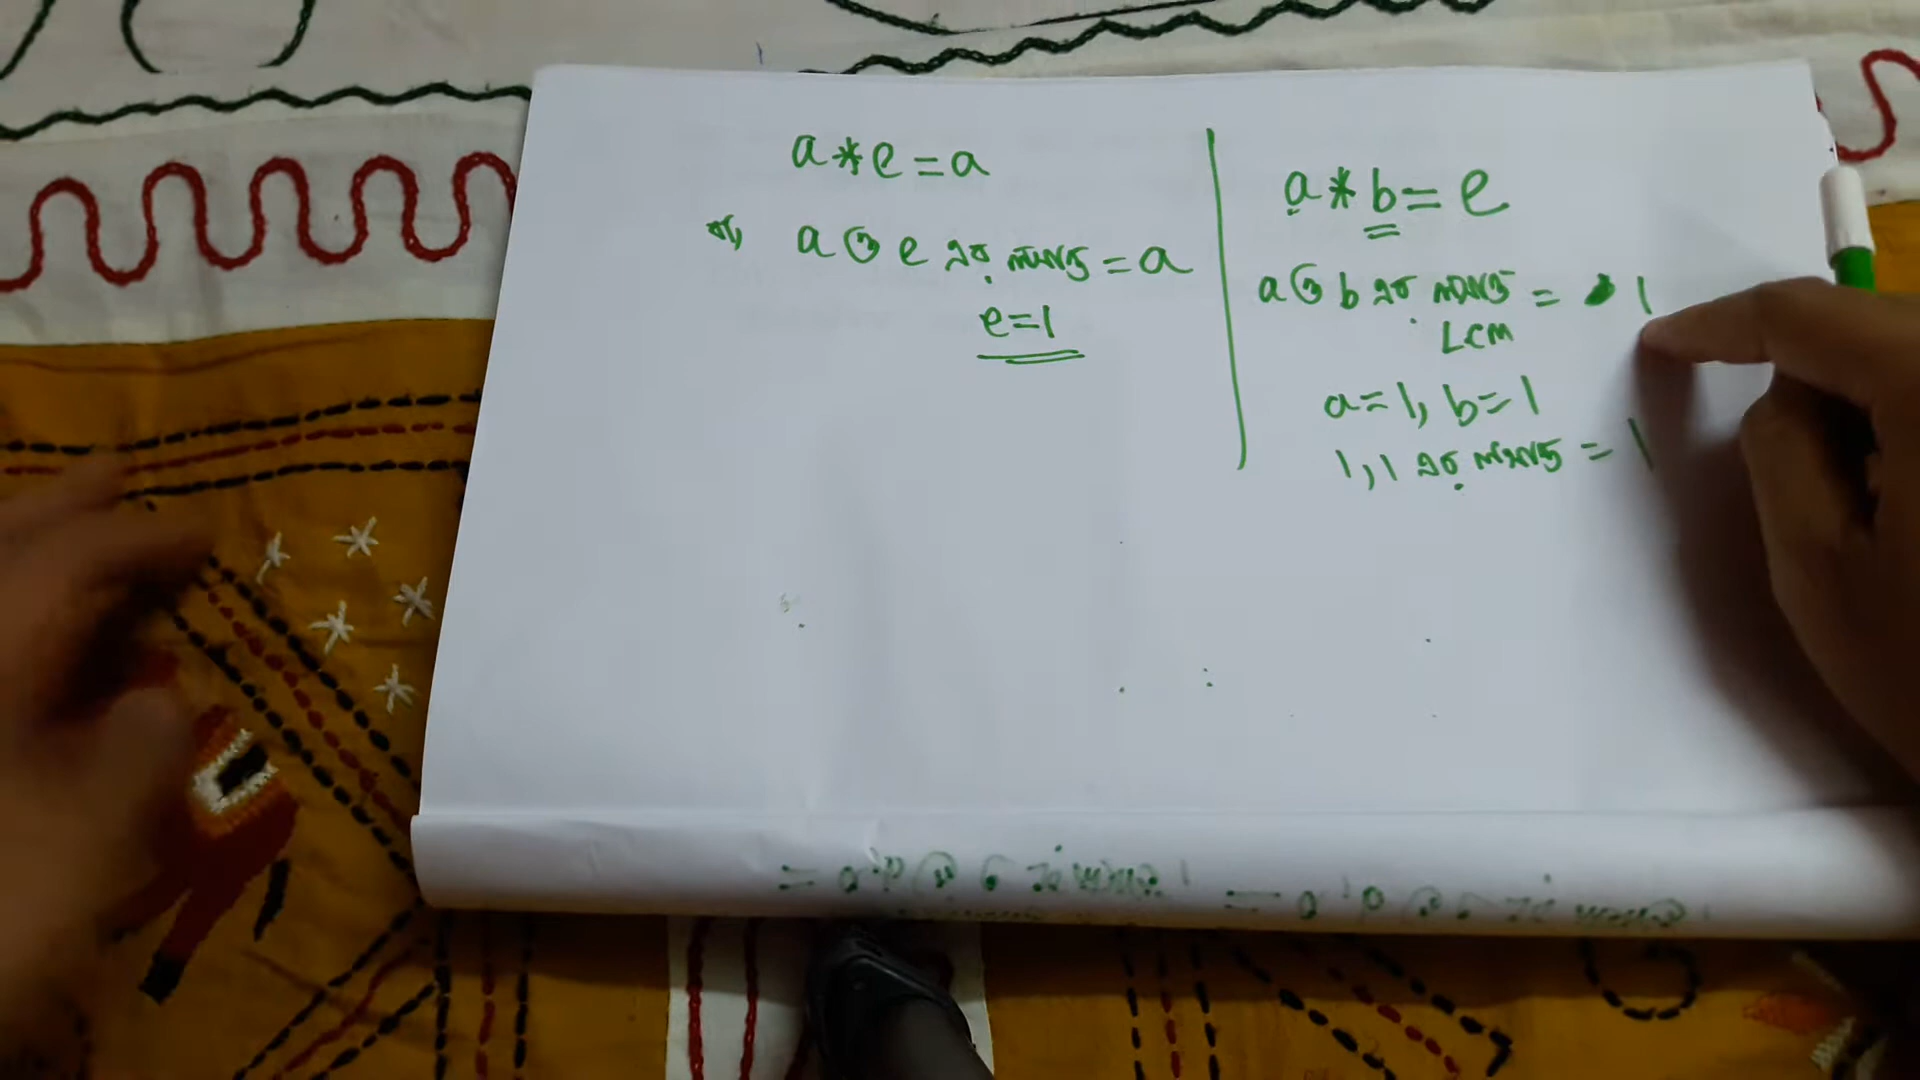 a * e = a
বা, a ও e এর লসাগু = a
e = 1
a * b = e
a ও b এর লসাগু = 1
LCM
a = 1, b = 1
1, 1 এর লসাগু = 1